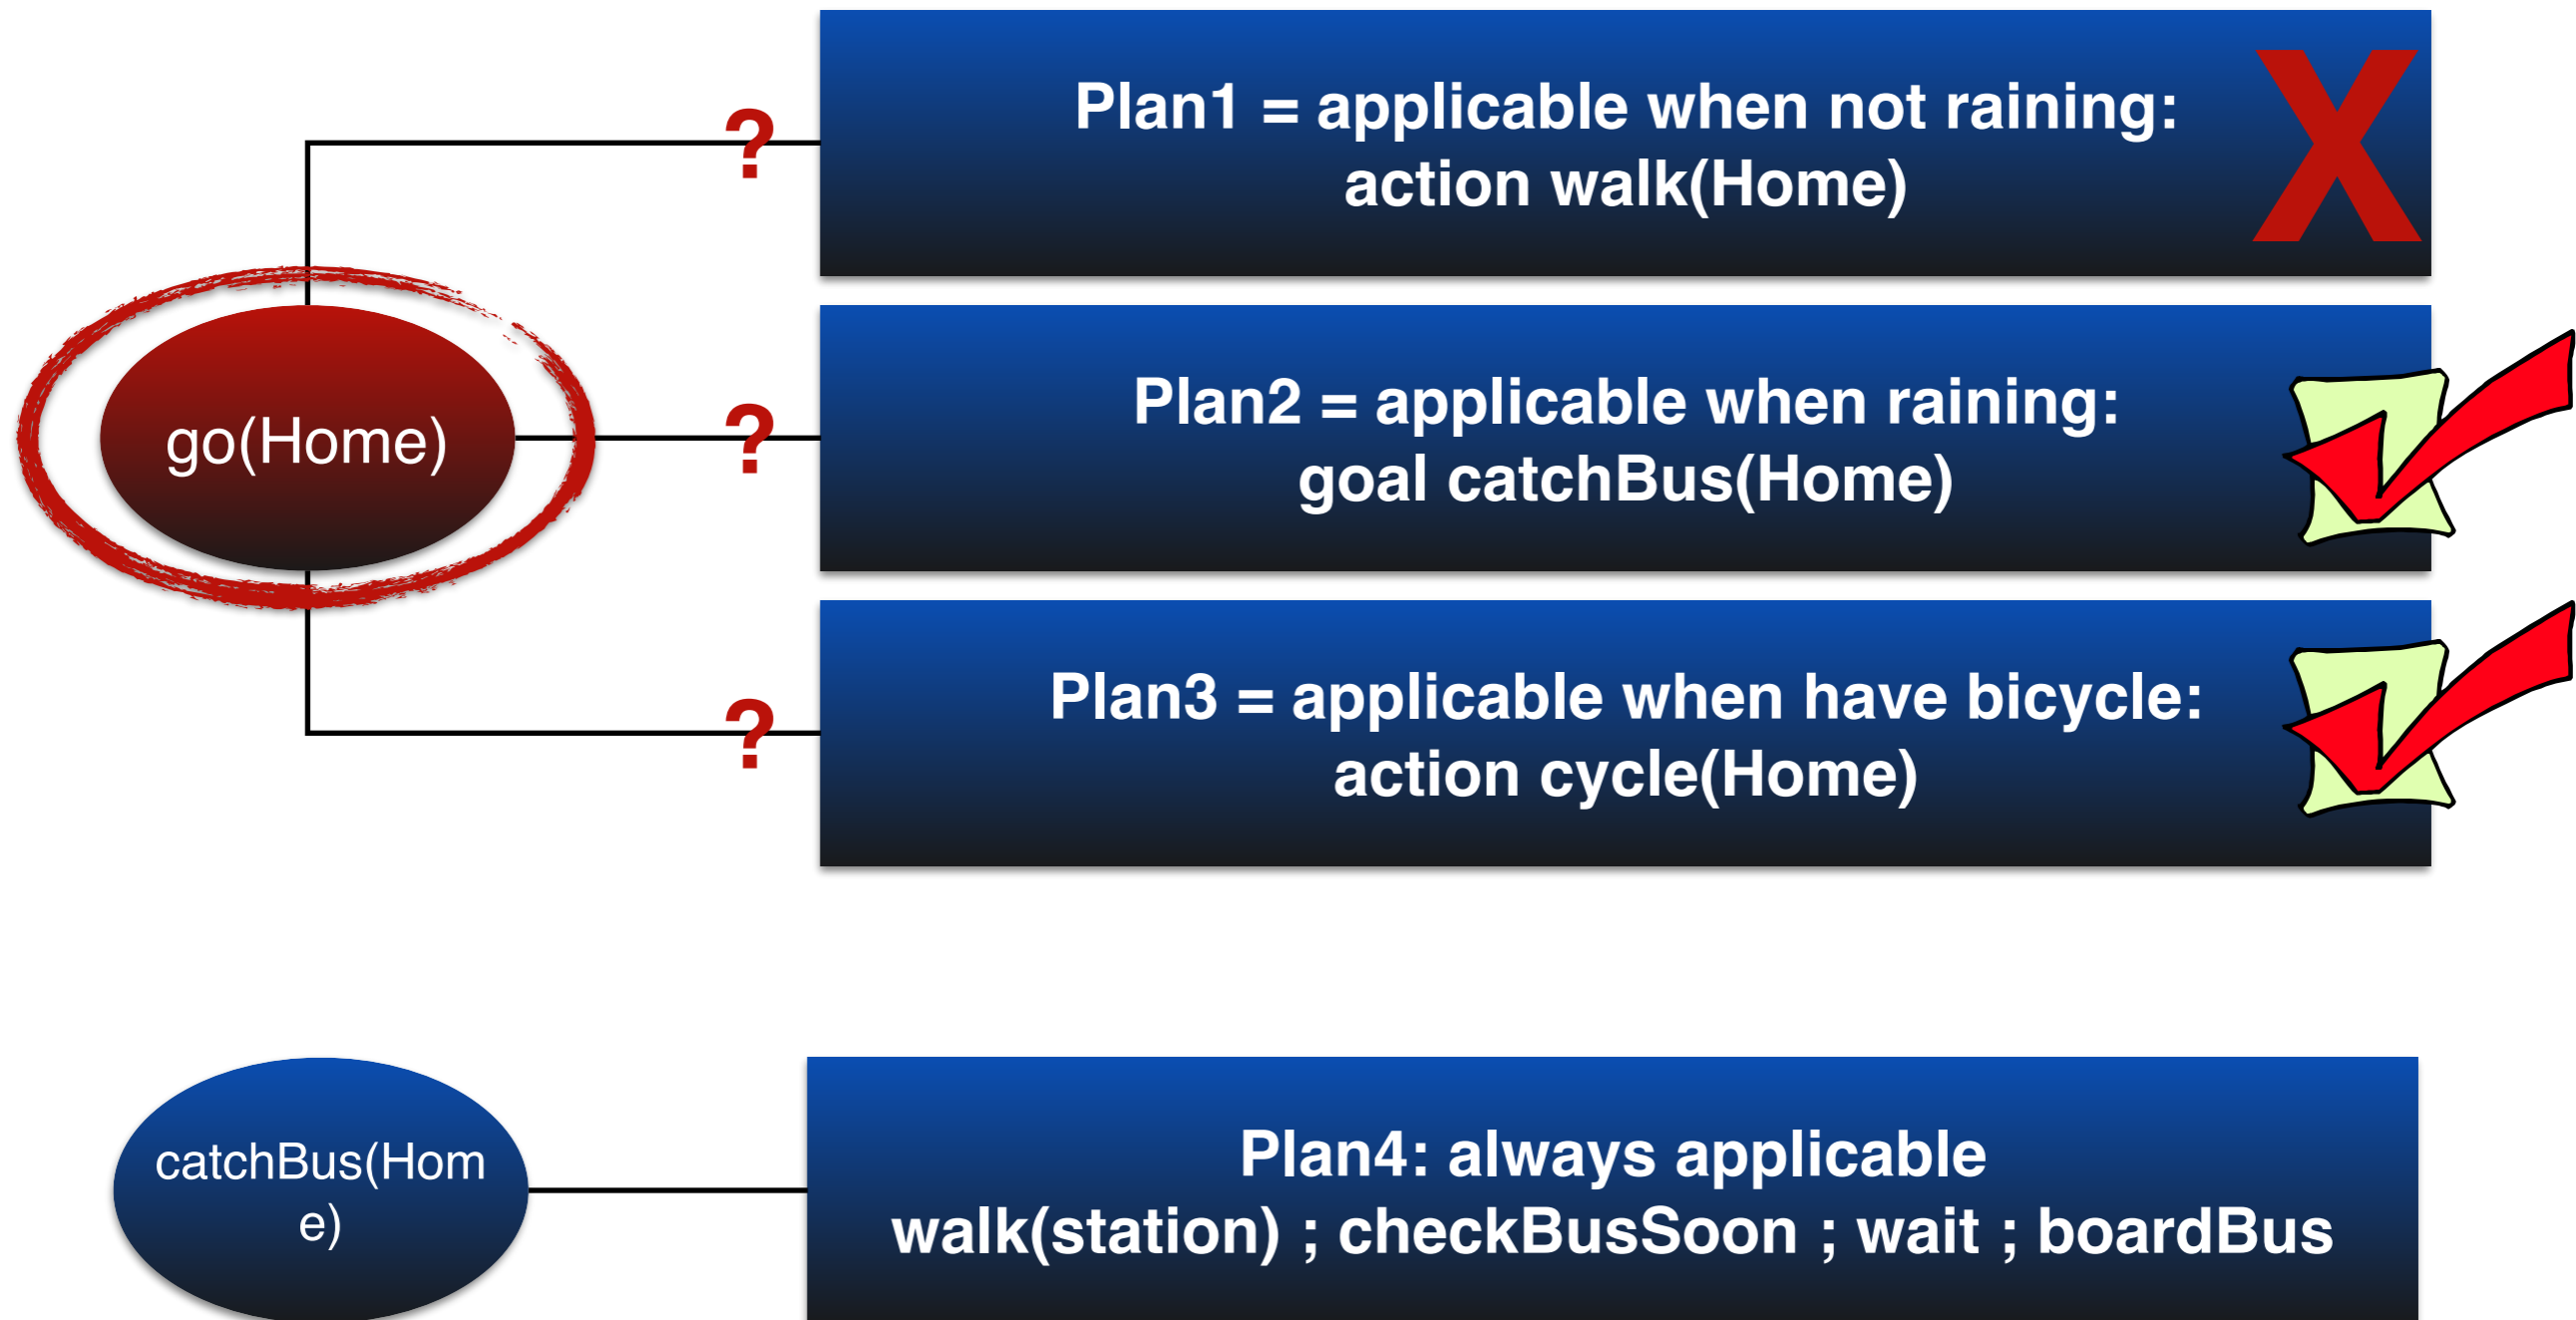 ?
Plan1 = applicable when not raining:
action walk(Home)
X
go(Home)
?
Plan2 = applicable when raining:
goal catchBus(Home)
?
Plan3 = applicable when have bicycle:
action cycle(Home)
catchBus(Hom
e)
Plan4: always applicable
walk(station) ; checkBusSoon ; wait ; boardBus